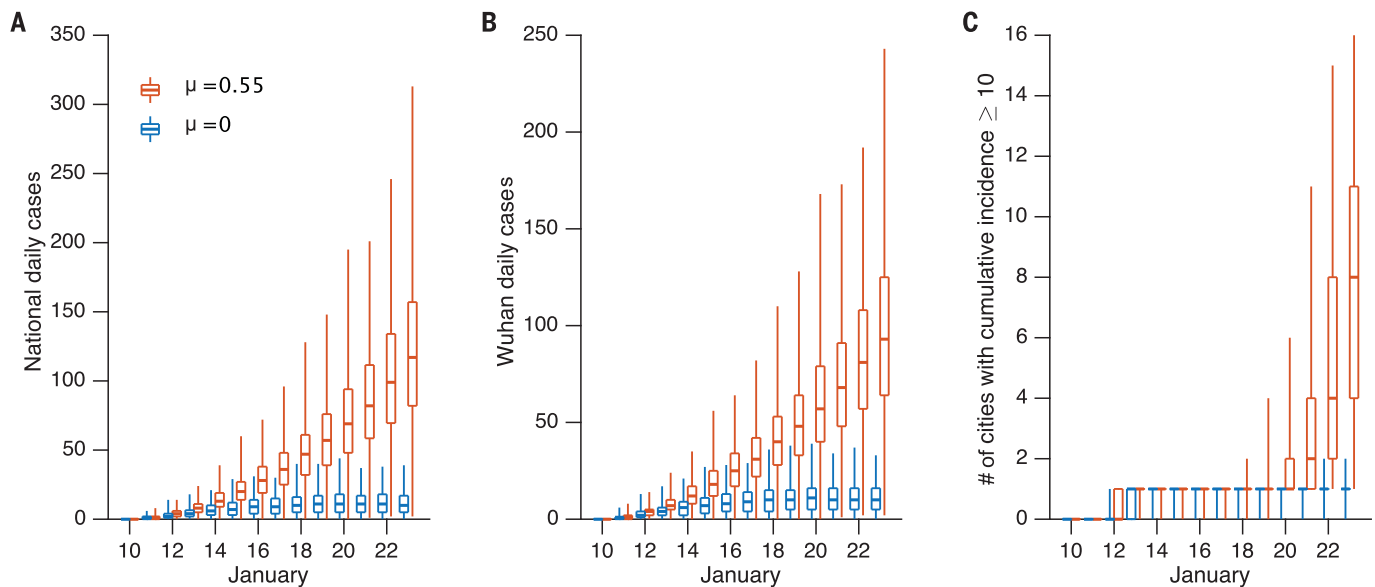 A
350
300
250
200
150
100
50
0
National daily cases
μ = 0.55
μ = 0
10 12 14 16 18 20 22
January
B
250
200
150
100
50
0
Wuhan daily cases
10 12 14 16 18 20 22
January
C
16
14
12
10
8
6
4
2
0
# of cities with cumulative incidence ≥ 10
10 12 14 16 18 20 22
January